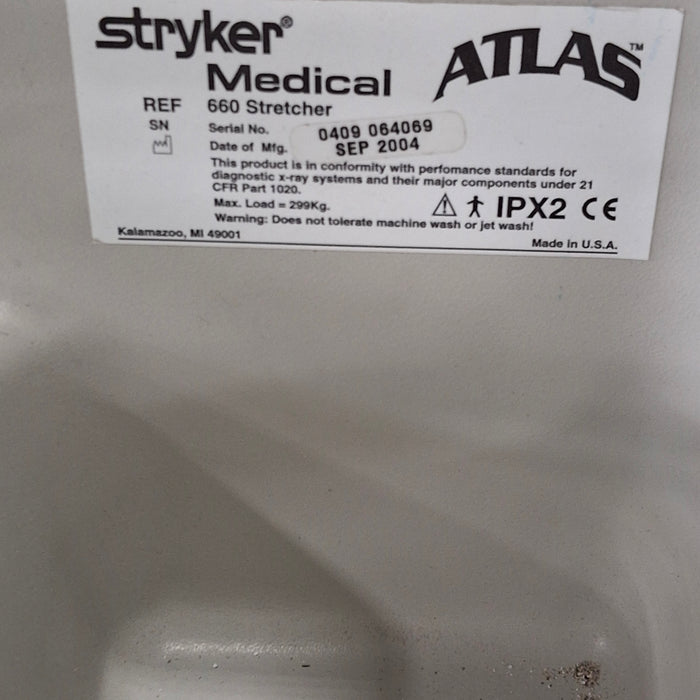 stryker®
Medical
ATLAS™
REF 660 Stretcher
SN Serial No. 0409 064069
Date of Mfg. SEP 2004
This product is in conformity with perfomance standards for
diagnostic x-ray systems and their major components under 21
CFR Part 1020.
Max. Load = 299Kg.
IPX2 CE
Warning: Does not tolerate machine wash or jet wash!
Kalamazoo, MI 49001
Made in U.S.A.